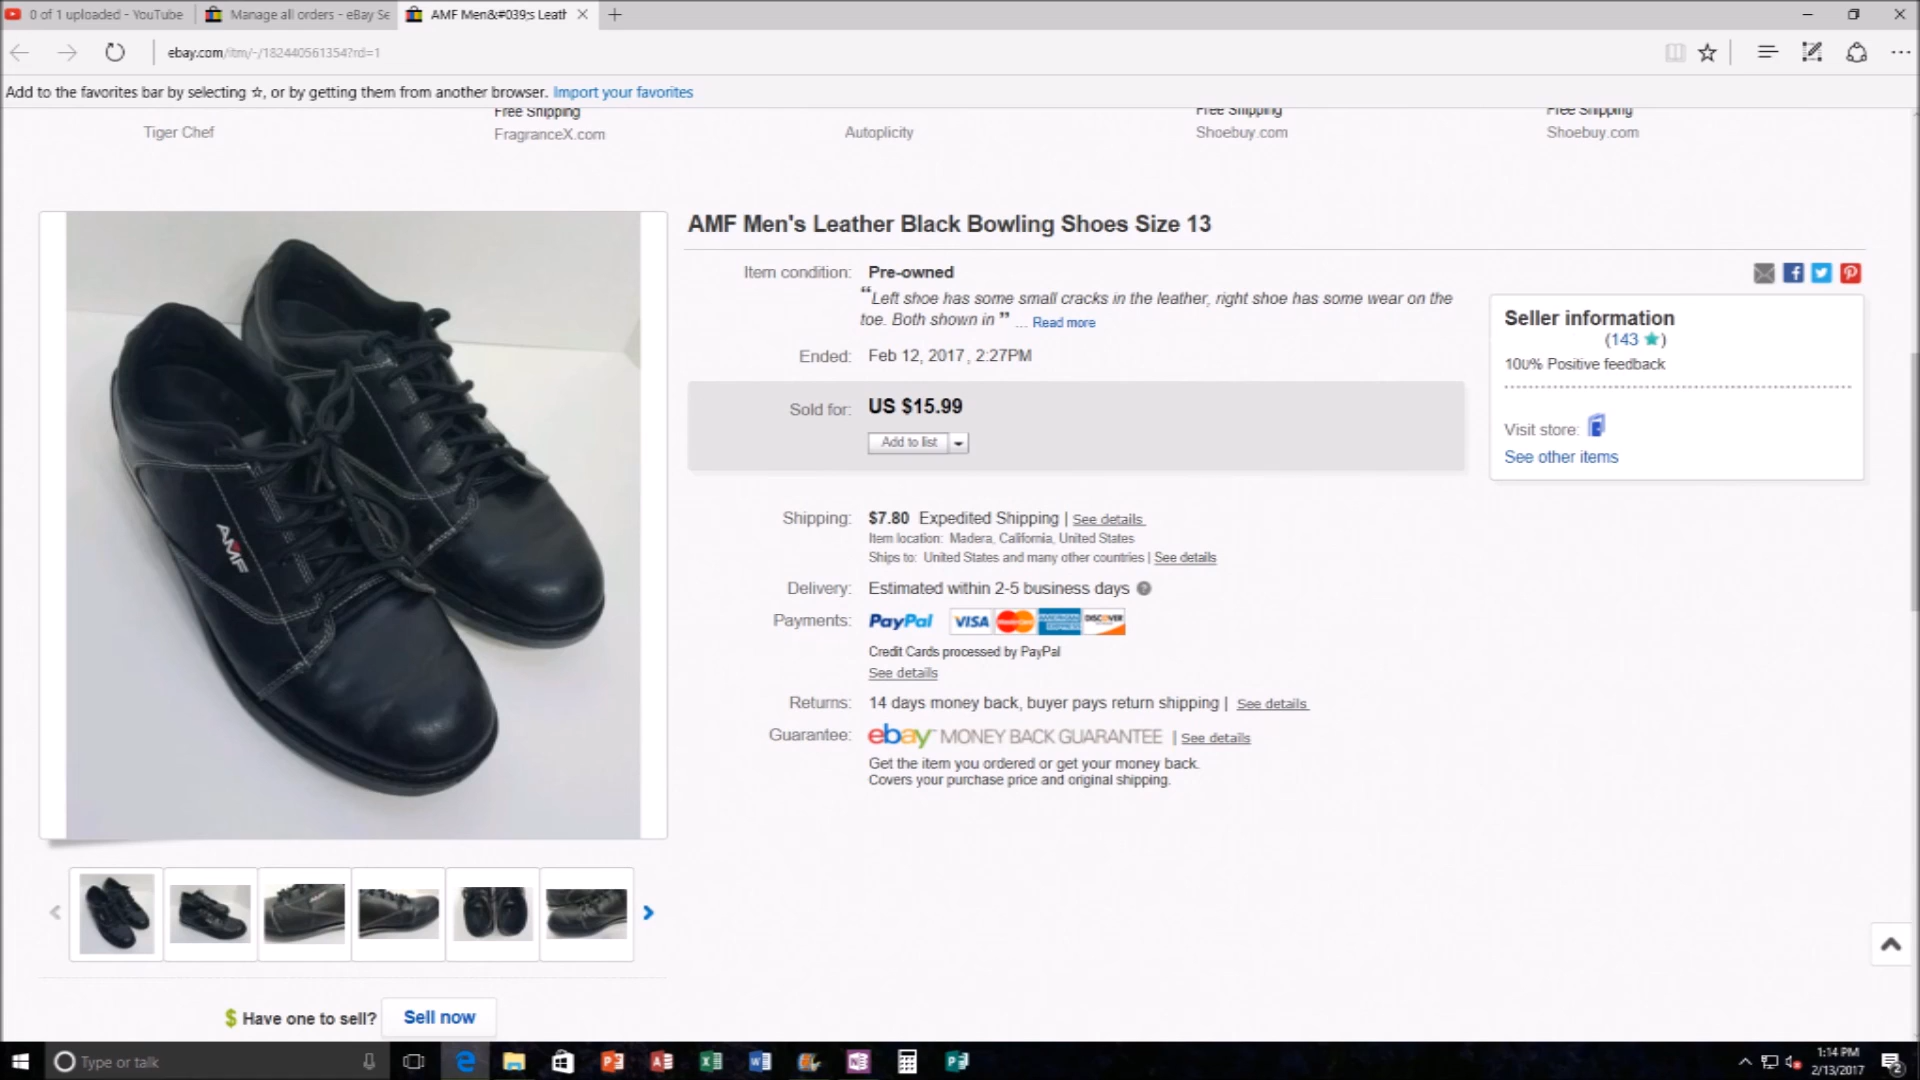 0 of 1 uploaded - YouTube
Manage all orders - eBay Se
AMF Men&#039;s Leath
ebay.com/itm/-/182440561354?rd=1
Add to the favorites bar by selecting ☆, or by getting them from another browser. Import your favorites
Free Shipping
Free Shipping
Free Shipping
Tiger Chef
FragranceX.com
Autoplicity
Shoebuy.com
Shoebuy.com
AMF Men's Leather Black Bowling Shoes Size 13
Item condition: Pre-owned
“Left shoe has some small cracks in the leather, right shoe has some wear on the
toe. Both shown in ” ... Read more
Ended: Feb 12, 2017 , 2:27PM
Sold for: US $15.99
Add to list
Seller information
(143 ★)
100% Positive feedback
Visit store:
See other items
Shipping: $7.80 Expedited Shipping | See details
Item location: Madera, California, United States
Ships to: United States and many other countries | See details
Delivery: Estimated within 2-5 business days
Payments: PayPal VISA MasterCard AMERICAN EXPRESS DISCOVER
Credit Cards processed by PayPal
See details
Returns: 14 days money back, buyer pays return shipping | See details
Guarantee: ebay MONEY BACK GUARANTEE | See details
Get the item you ordered or get your money back.
Covers your purchase price and original shipping.
AMF
$ Have one to sell? Sell now
Type or talk
1:14 PM
2/13/2017
2